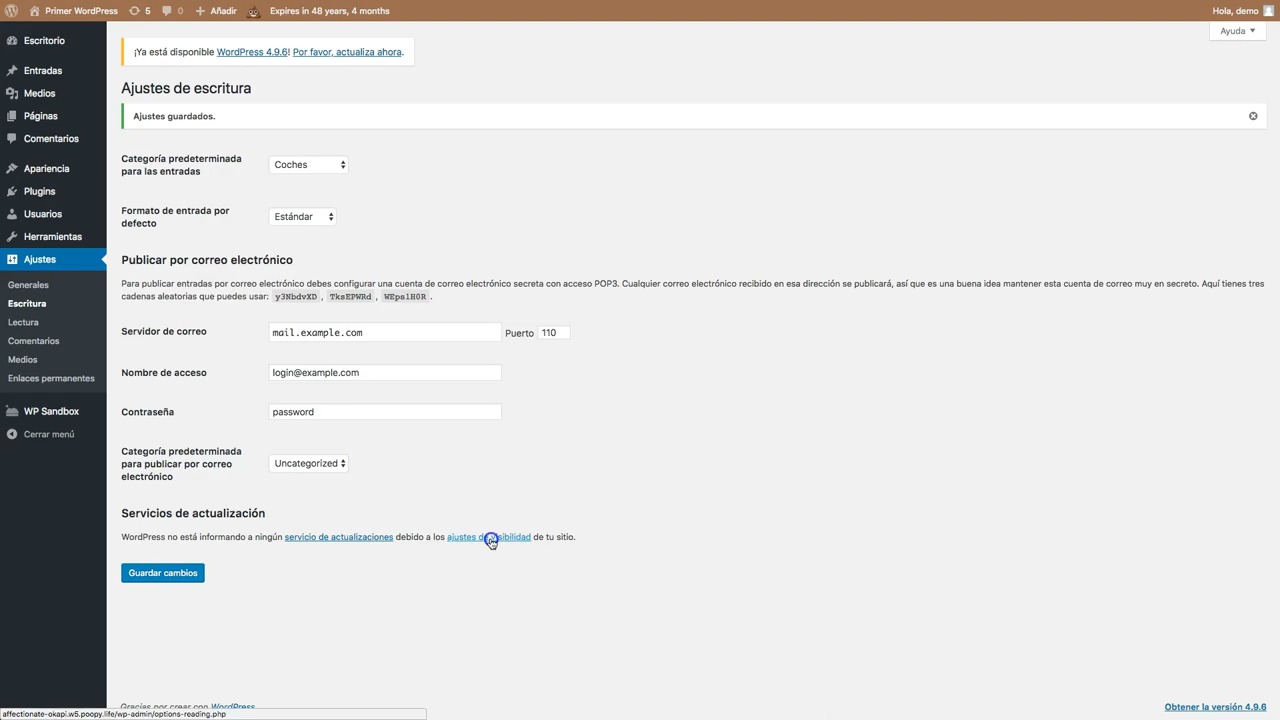 Primer WordPress 5 0 Añadir Expires in 48 years, 4 months Hola, demo
Ayuda
Escritorio
Entradas
Medios
Páginas
Comentarios
Apariencia
Plugins
Usuarios
Herramientas
Ajustes
Generales
Escritura
Lectura
Comentarios
Medios
Enlaces permanentes
WP Sandbox
Cerrar menú
¡Ya está disponible WordPress 4.9.6! Por favor, actualiza ahora.
Ajustes de escritura
Ajustes guardados.
Categoría predeterminada
para las entradas
Coches
Formato de entrada por
defecto
Estándar
Publicar por correo electrónico
Para publicar entradas por correo electrónico debes configurar una cuenta de correo electrónico secreta con acceso POP3. Cualquier correo electrónico recibido en esa dirección se publicará, así que es una buena idea mantener esta cuenta de correo muy en secreto. Aquí tienes tres
cadenas aleatorias que puedes usar: y3NbdvXD , TksEPWRd , WEps1H0R .
Servidor de correo mail.example.com Puerto 110
Nombre de acceso login@example.com
Contraseña password
Categoría predeterminada
para publicar por correo
electrónico
Uncategorized
Servicios de actualización
WordPress no está informando a ningún servicio de actualizaciones debido a los ajustes de visibilidad de tu sitio.
Guardar cambios
Gracias por crear con WordPress
Obtener la versión 4.9.6
affectionate-okapi.w5.poopy.life/wp-admin/options-reading.php